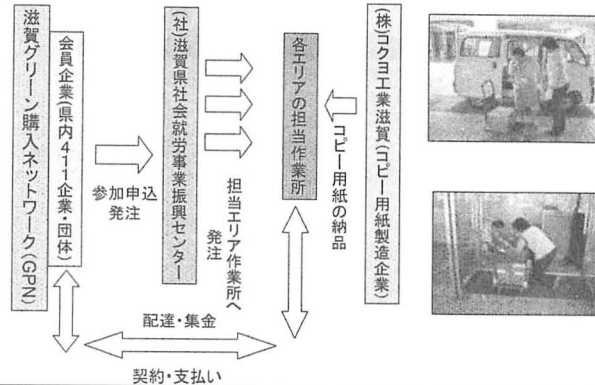 滋賀グリーン購入ネットワーク(GPN)
会員企業(県内411企業・団体)
参加申込
発注
(社)滋賀県社会就労事業振興センター
担当エリア作業所へ
発注
各エリアの担当作業所
コピー用紙の納品
(株)コクヨ工業滋賀(コピー用紙製造企業)
配達・集金
契約・支払い